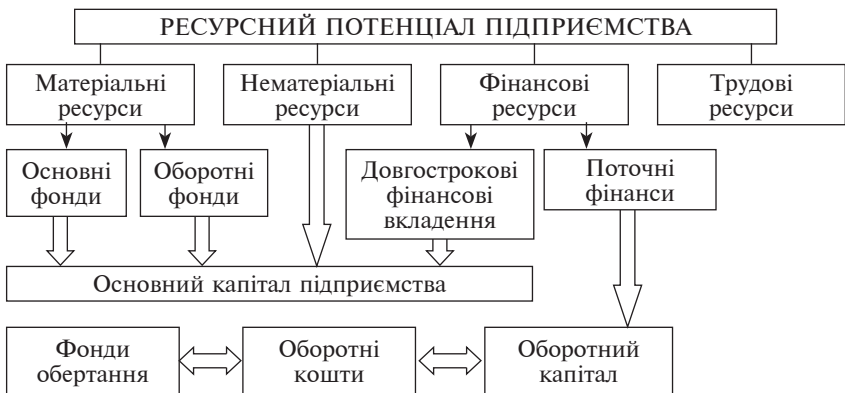 РЕСУРСНИЙ ПОТЕНЦІАЛ ПІДПРИЄМСТВА
Матеріальні
ресурси
Нематеріальні
ресурси
Фінансові
ресурси
Трудові
ресурси
Основні
фонди
Оборотні
фонди
Довгострокові
фінансові
вкладення
Поточні
фінанси
Основний капітал підприємства
Фонди
обертання
Оборотні
кошти
Оборотний
капітал